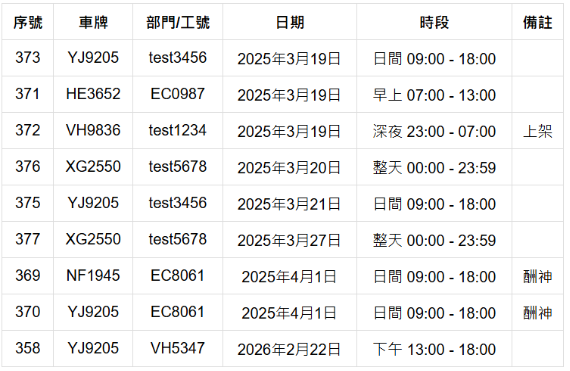 序號 車牌 部門/工號 日期 時段 備註
373 YJ9205 test3456 2025年3月19日 日間 09:00 - 18:00
371 HE3652 EC0987 2025年3月19日 早上 07:00 - 13:00
372 VH9836 test1234 2025年3月19日 深夜 23:00 - 07:00 上架
376 XG2550 test5678 2025年3月20日 整天 00:00 - 23:59
375 YJ9205 test3456 2025年3月21日 日間 09:00 - 18:00
377 XG2550 test5678 2025年3月27日 整天 00:00 - 23:59
369 NF1945 EC8061 2025年4月1日 日間 09:00 - 18:00 酬神
370 YJ9205 EC8061 2025年4月1日 日間 09:00 - 18:00 酬神
358 YJ9205 VH5347 2026年2月22日 下午 13:00 - 18:00